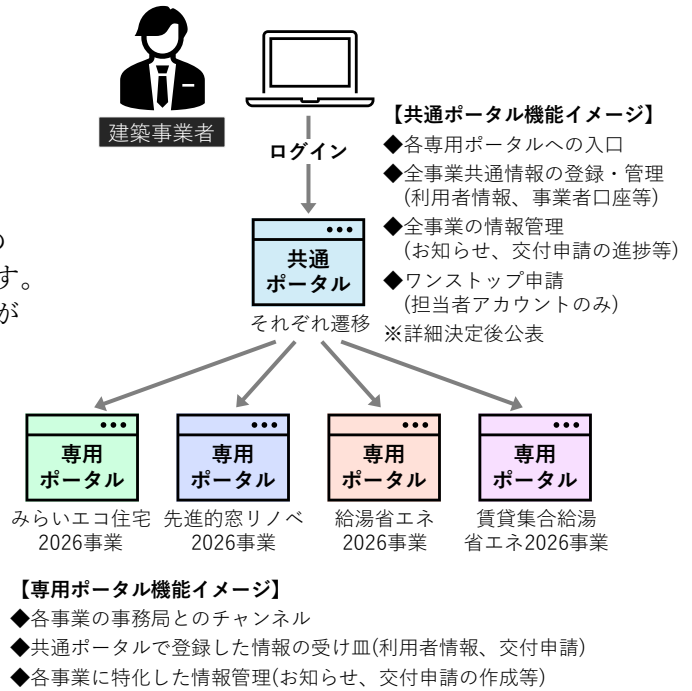 建築事業者
ログイン
【共通ポータル機能イメージ】
◆各専用ポータルへの入口
◆全事業共通情報の登録・管理
(利用者情報、事業者口座等)
◆全事業の情報管理
(お知らせ、交付申請の進捗等)
◆ワンストップ申請
(担当者アカウントのみ)
※詳細決定後公表
の
す。
が
共通
ポータル
それぞれ遷移
専用
ポータル
みらいエコ住宅
2026事業
専用
ポータル
先進的窓リノベ
2026事業
専用
ポータル
給湯省エネ
2026事業
専用
ポータル
賃貸集合給湯
省エネ2026事業
【専用ポータル機能イメージ】
◆各事業の事務局とのチャンネル
◆共通ポータルで登録した情報の受け皿(利用者情報、交付申請)
◆各事業に特化した情報管理(お知らせ、交付申請の作成等)